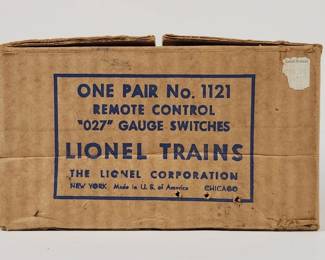 ONE PAIR No. 1121
REMOTE CONTROL
"027" GAUGE SWITCHES
LIONEL TRAINS
THE LIONEL CORPORATION
NEW YORK Made in U. S. of America CHICAGO